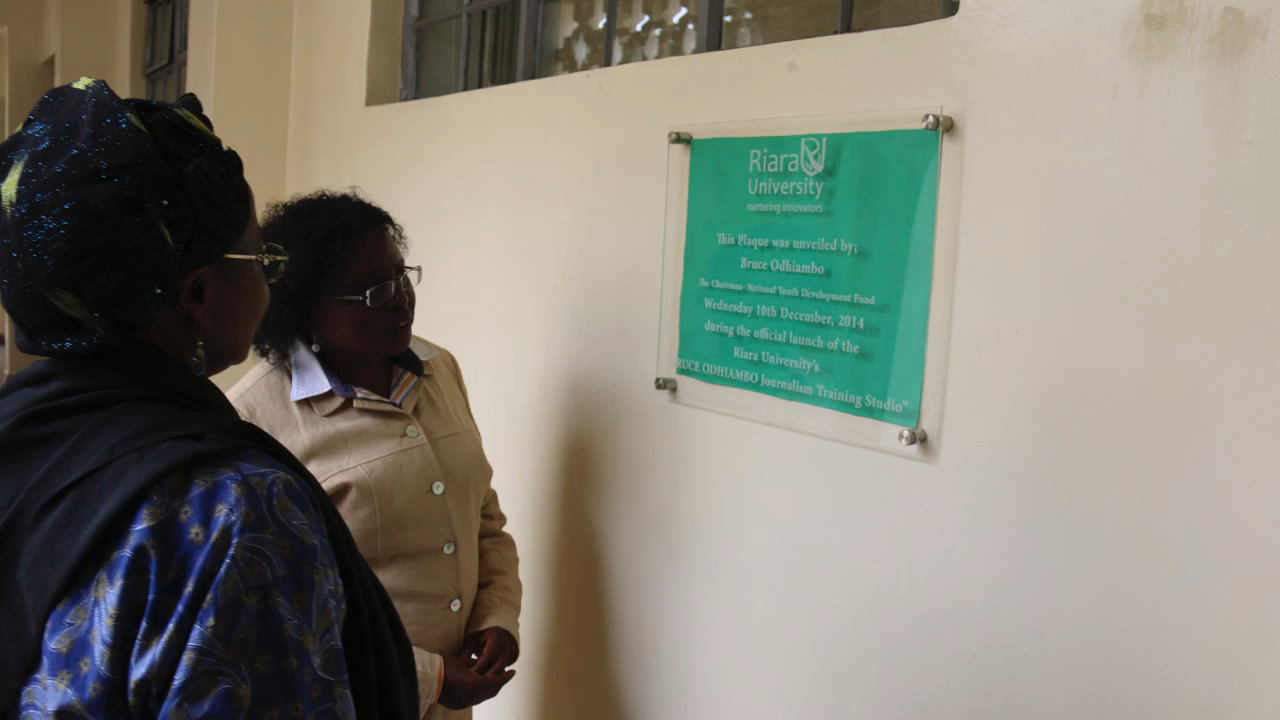 Riara
University
nurturing innovators
This Plaque was unveiled by;
Bruce Odhiambo
The Chairman- National Youth Development Fund
Wednesday 10th December, 2014
during the official launch of the
Riara University's
RUCE ODHIAMBO Journalism Training Studio"